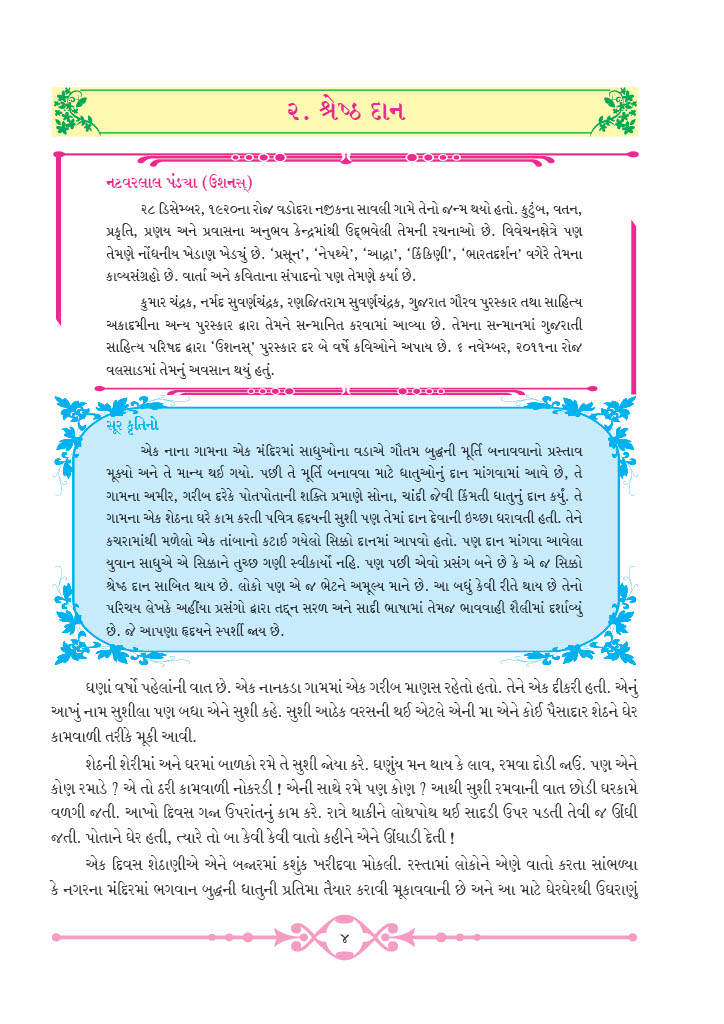 ૨. શ્રેષ્ઠ દાન
નટવરલાલ પંડ્યા (ઉશનસ્)
૨૮ ડિસેમ્બર, ૧૯૨૦ના રોજ વડોદરા નજીકના સાવલી ગામે તેનો જન્મ થયો હતો. કુટુંબ, વતન,
પ્રકૃતિ, પ્રણય અને પ્રવાસના અનુભવ કેન્દ્રમાંથી ઉદ્ભવેલી તેમની રચનાઓ છે. વિવેચનક્ષેત્રે પણ
તેમણે નોંધનીય ખેડાણ ખેડ્યું છે. ‘પ્રસૂન’, ‘નેપથ્યે’, ‘આદ્રા’, ‘કિંકિણી’, ‘ભારતદર્શન’ વગેરે તેમના
કાવ્યસંગ્રહો છે. વાર્તા અને કવિતાના સંપાદનો પણ તેમણે કર્યા છે.
કુમાર ચંદ્રક, નર્મદ સુવર્ણચંદ્રક, રણજિતરામ સુવર્ણચંદ્રક, ગુજરાત ગૌરવ પુરસ્કાર તથા સાહિત્ય
અકાદમીના અન્ય પુરસ્કાર દ્વારા તેમને સન્માનિત કરવામાં આવ્યા છે. તેમના સન્માનમાં ગુજરાતી
સાહિત્ય પરિષદ દ્વારા ‘ઉશનસ્’ પુરસ્કાર દર બે વર્ષે કવિઓને અપાય છે. ૬ નવેમ્બર, ૨૦૧૧ના રોજ
વલસાડમાં તેમનું અવસાન થયું હતું.
સૂર કૃતિનો
એક નાના ગામના એક મંદિરમાં સાધુઓના વડાએ ગૌતમ બુદ્ધની મૂર્તિ બનાવવાનો પ્રસ્તાવ
મૂક્યો અને તે માન્ય થઈ ગયો. પછી તે મૂર્તિ બનાવવા માટે ધાતુઓનું દાન માંગવામાં આવે છે, તે
ગામના અમીર, ગરીબ દરેકે પોતપોતાની શક્તિ પ્રમાણે સોના, ચાંદી જેવી કિંમતી ધાતુનું દાન કર્યું. તે
ગામના એક શેઠના ઘરે કામ કરતી પવિત્ર હૃદયની સુશી પણ તેમાં દાન દેવાની ઇચ્છા ધરાવતી હતી. તેને
કચરામાંથી મળેલો એક તાંબાનો કટાઈ ગયેલો સિક્કો દાનમાં આપવો હતો. પણ દાન માંગવા આવેલા
યુવાન સાધુએ એ સિક્કાને તુચ્છ ગણી સ્વીકાર્યો નહિ. પણ પછી એવો પ્રસંગ બને છે કે એ જ સિક્કો
શ્રેષ્ઠ દાન સાબિત થાય છે. લોકો પણ એ જ ભેટને અમૂલ્ય માને છે. આ બધું કેવી રીતે થાય છે તેનો
પરિચય લેખકે અહીંયા પ્રસંગો દ્વારા તદ્દન સરળ અને સાદી ભાષામાં તેમજ ભાવવાહી શૈલીમાં દર્શાવ્યું
છે. જે આપણા હૃદયને સ્પર્શી જાય છે.
ઘણાં વર્ષો પહેલાંની વાત છે. એક નાનકડા ગામમાં એક ગરીબ માણસ રહેતો હતો. તેને એક દીકરી હતી. એનું
આખું નામ સુશીલા પણ બધા એને સુશી કહે. સુશી આઠેક વરસની થઈ એટલે એની મા એને કોઈ પૈસાદાર શેઠને ઘેર
કામવાળી તરીકે મૂકી આવી.
શેઠની શેરીમાં અને ઘરમાં બાળકો રમે તે સુશી જોયા કરે. ઘણુંય મન થાય કે લાવ, રમવા દોડી જાઉં. પણ એને
કોણ રમાડે ? એ તો ઠરી કામવાળી નોકરડી ! એની સાથે રમે પણ કોણ ? આથી સુશી રમવાની વાત છોડી ઘરકામે
વળગી જતી. આખો દિવસ ગજા ઉપરાંતનું કામ કરે. રાત્રે થાકીને લોથપોથ થઈ સાદડી ઉપર પડતી તેવી જ ઊંઘી
જતી. પોતાને ઘેર હતી, ત્યારે તો બા કેવી કેવી વાતો કહીને એને ઊંઘાડી દેતી !
એક દિવસ શેઠાણીએ એને બજારમાં કશુંક ખરીદવા મોકલી. રસ્તામાં લોકોને એણે વાતો કરતા સાંભળ્યા
કે નગરના મંદિરમાં ભગવાન બુદ્ધની ધાતુની પ્રતિમા તૈયાર કરાવી મૂકાવવાની છે અને આ માટે ઘેરઘેરથી ઉઘરાણું
૪